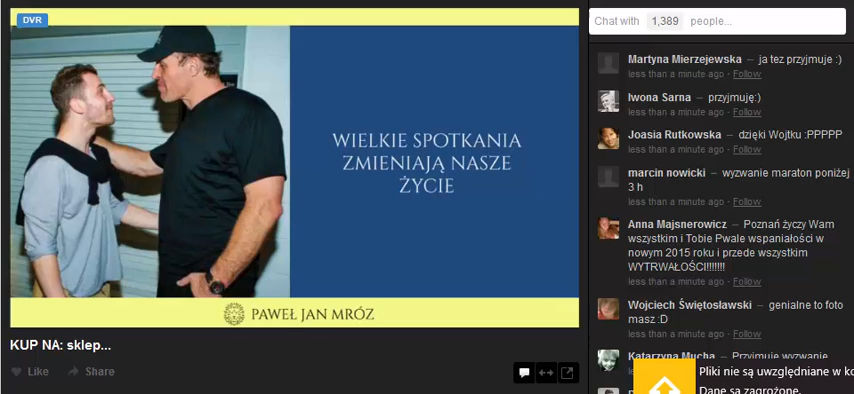 DVR
WIELKIE SPOTKANIA
ZMIENIAJĄ NASZE
ŻYCIE
PAWEŁ JAN MRÓZ
KUP NA: sklep...
Like
Share
Chat with 1,389 people...
Martyna Mierzejewska – ja tez przyjmuje :)
less than a minute ago - Follow
Iwona Sarna – przyjmuję:)
less than a minute ago - Follow
Joasia Rutkowska – dzięki Wojtku :PPPPP
less than a minute ago - Follow
marcin nowicki – wyzwanie maraton poniżej
3 h
less than a minute ago - Follow
Anna Majsnerowicz – Poznań życzy Wam
wszystkim i Tobie Pwale wspaniałości w
nowym 2015 roku i przede wszystkim
WYTRWAŁOŚCI!!!!!!!!
less than a minute ago - Follow
Wojciech Świętosławski – genialne to foto
masz :D
less than a minute ago - Follow
Katarzyna Mucha – Przyjmuję wyzwanie
Pliki nie są uwzględniane w
Dane są zagrożone.